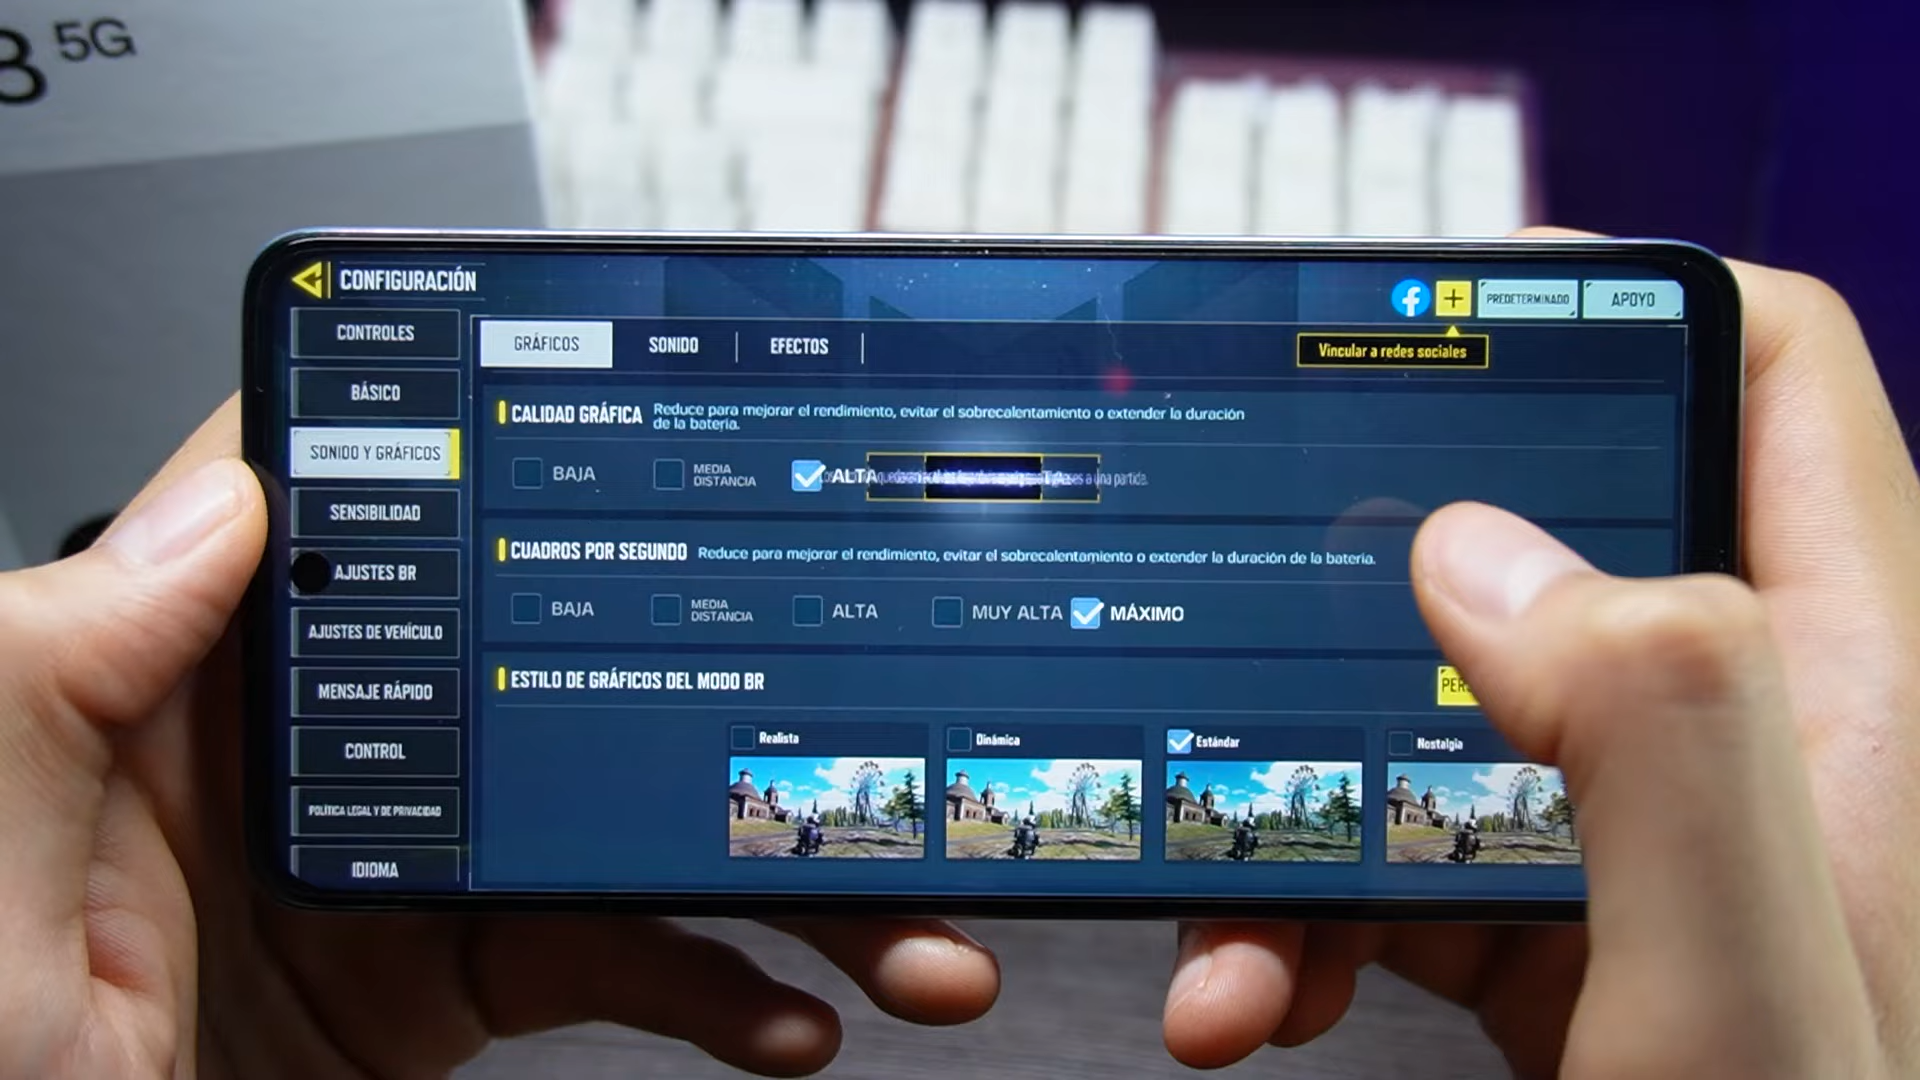 8 5G
CONFIGURACIÓN
PREDETERMINADO
APOYO
Vincular a redes sociales
CONTROLES
BÁSICO
SONIDO Y GRÁFICOS
SENSIBILIDAD
AJUSTES BR
AJUSTES DE VEHÍCULO
MENSAJE RÁPIDO
CONTROL
POLÍTICA LEGAL Y DE PRIVACIDAD
IDIOMA
GRÁFICOS
SONIDO
EFECTOS
CALIDAD GRÁFICA
Reduce para mejorar el rendimiento, evitar el sobrecalentamiento o extender la duración
de la batería.
BAJA
MEDIA
DISTANCIA
ALTA
a una partida.
CUADROS POR SEGUNDO
Reduce para mejorar el rendimiento, evitar el sobrecalentamiento o extender la duración de la batería.
BAJA
MEDIA
DISTANCIA
ALTA
MUY ALTA
MÁXIMO
ESTILO DE GRÁFICOS DEL MODO BR
PER
Realista
Dinámica
Estándar
Nostalgia